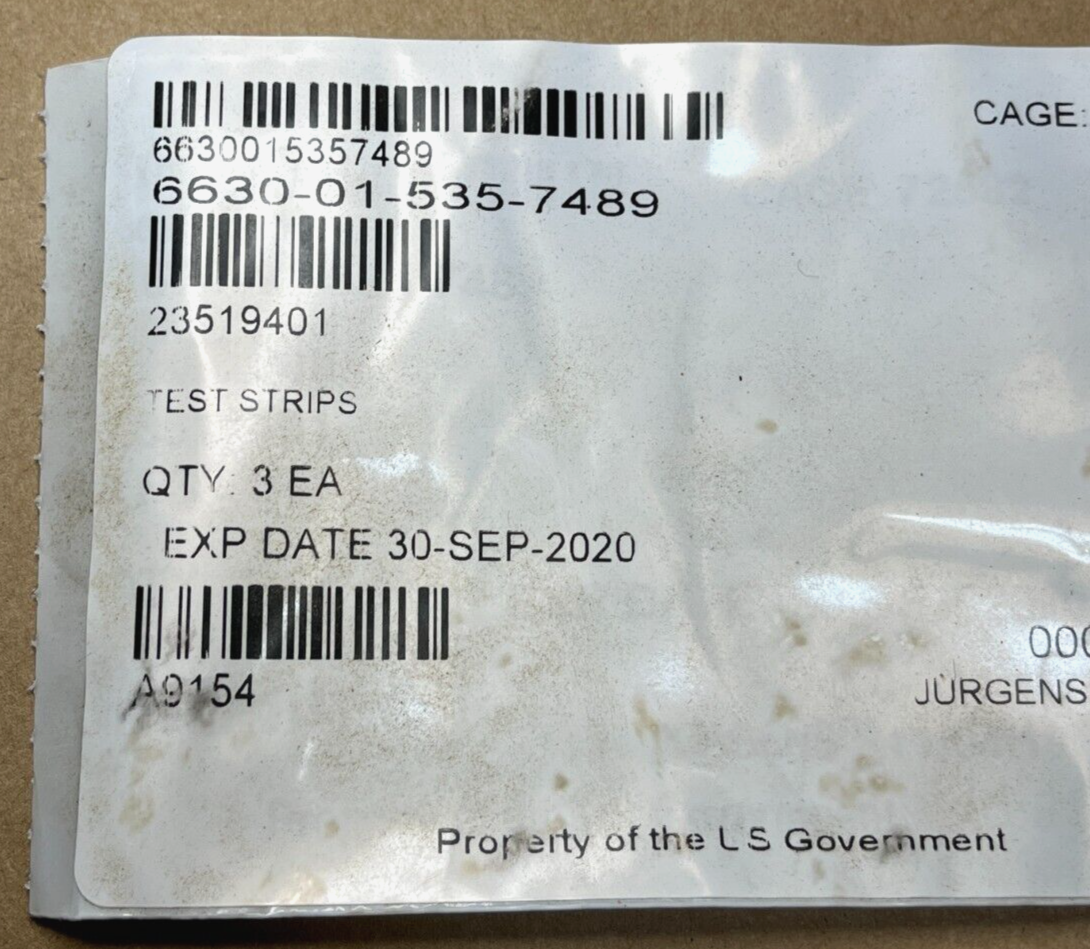 CAGE:
6630015357489
6630-01-535-7489
23519401
TEST STRIPS
QTY: 3 EA
EXP DATE 30-SEP-2020
A9154
000
JÜRGENS
Property of the US Government